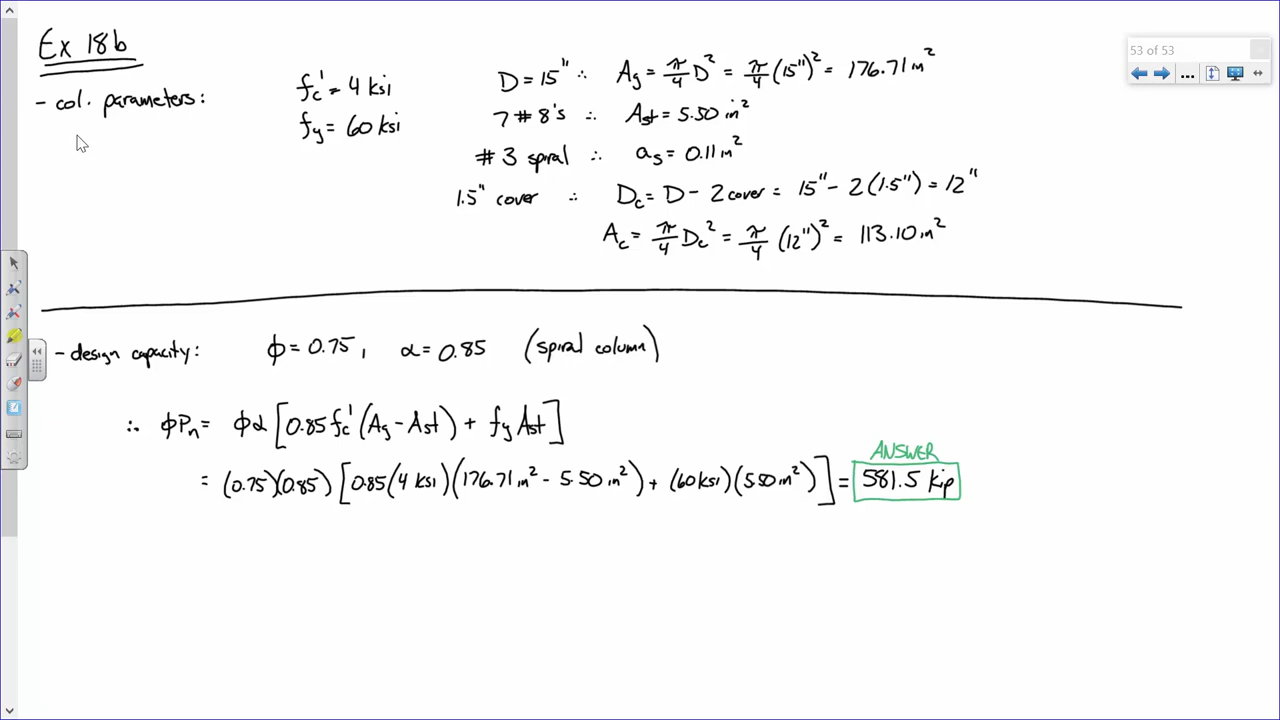 53 of 53
Ex 18b
- col. parameters:
f'c = 4 ksi
fy = 60 ksi
D = 15" ∴ Ag = π/4 D² = π/4 (15")² = 176.71 in²
7 #8's ∴ Ast = 5.50 in²
#3 spiral ∴ as = 0.11 in²
1.5" cover ∴ Dc = D - 2 cover = 15" - 2(1.5") = 12"
Ac = π/4 Dc² = π/4 (12")² = 113.10 in²
- design capacity: ϕ = 0.75, α = 0.85 (spiral column)
∴ ϕPn = ϕα [0.85 f'c (Ag - Ast) + fy Ast]
ANSWER
= (0.75)(0.85) [0.85(4 ksi)(176.71 in² - 5.50 in²) + (60 ksi)(5.50 in²)] = 581.5 kip